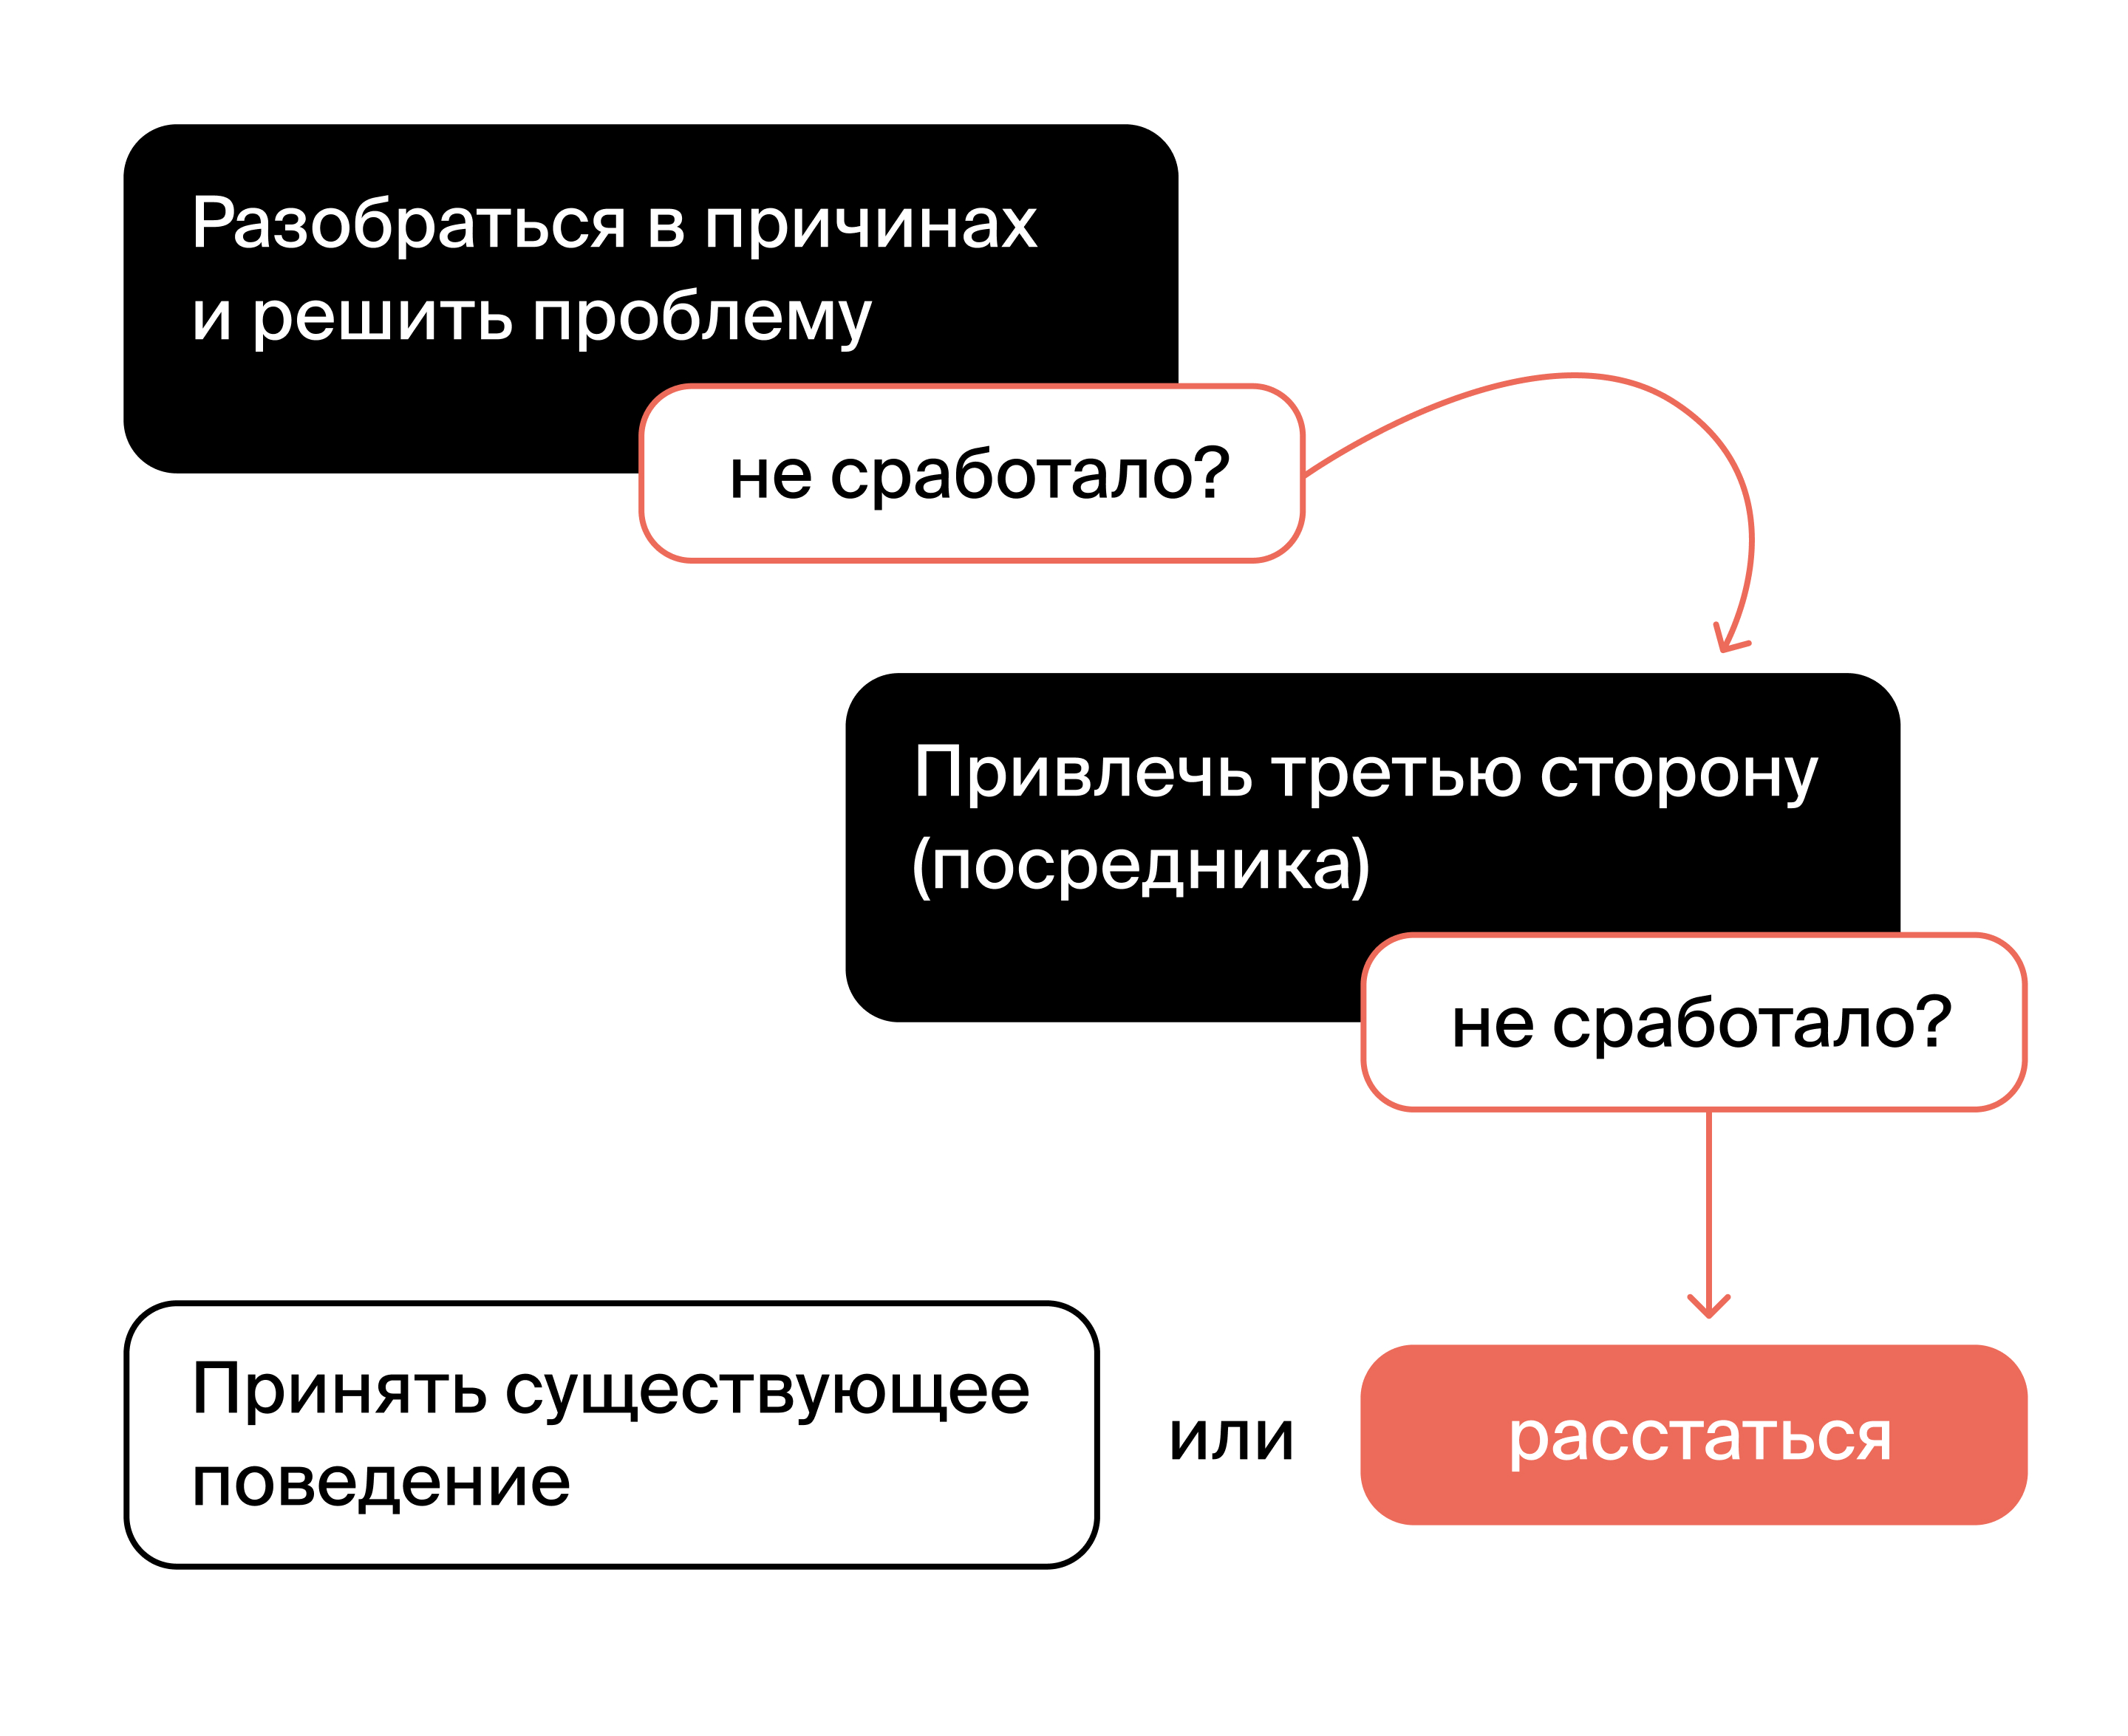 Разобраться в причинах
и решить проблему
не сработало?
Привлечь третью сторону
(посредника)
не сработало?
Принять существующее
поведение
или
расстаться